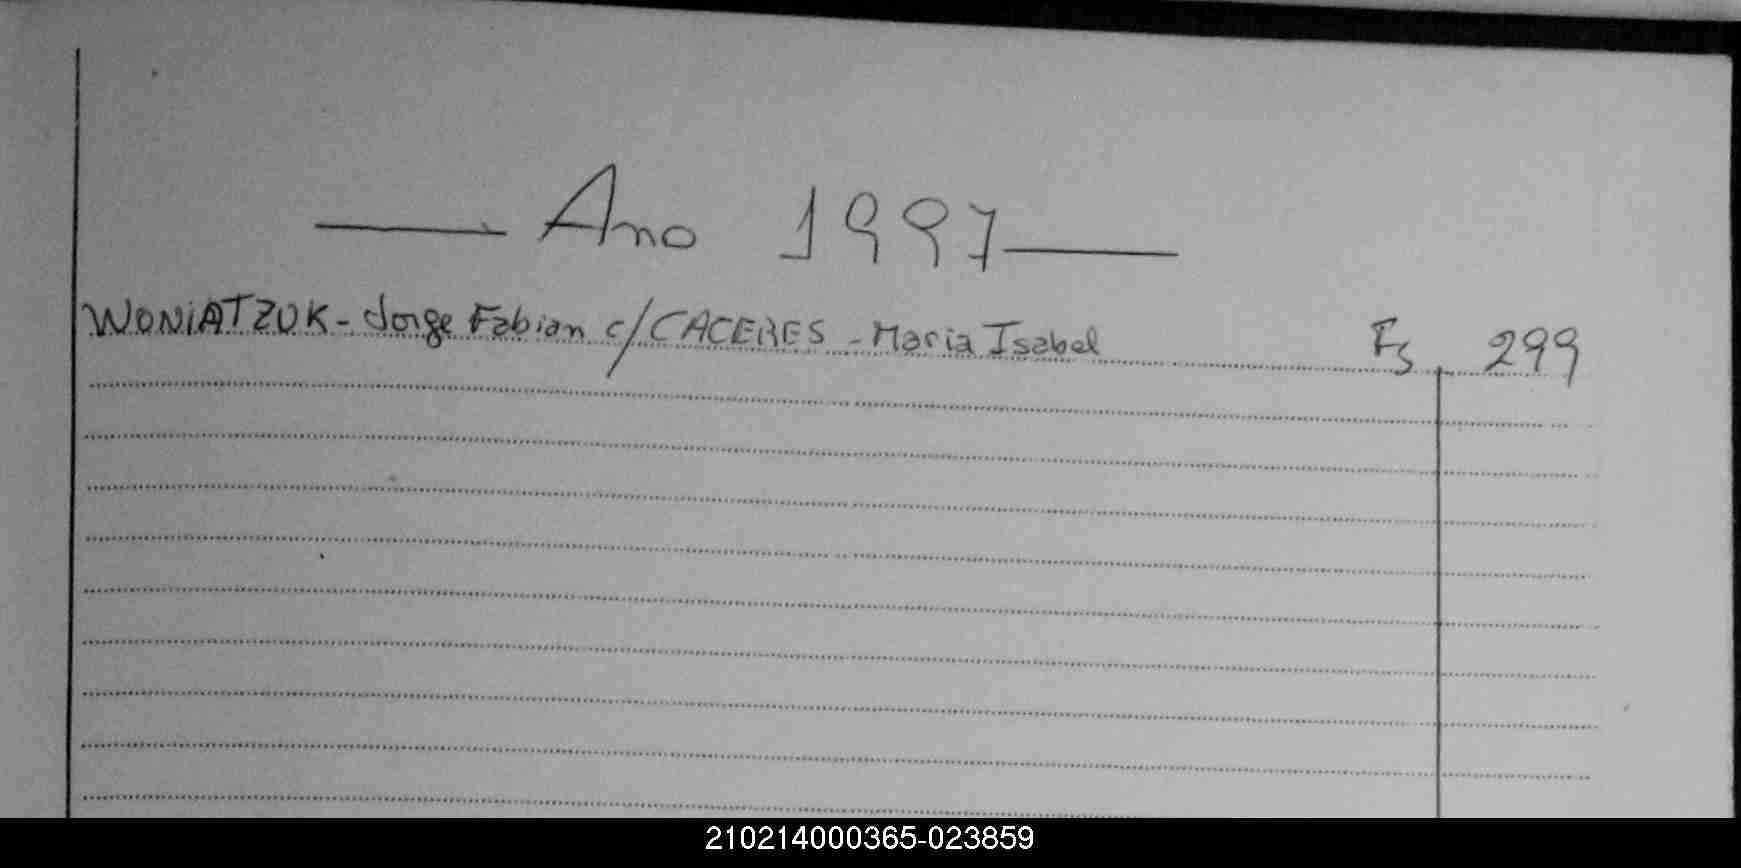 Ano 1997
WONiATZUK - Jorge Fabian c/ CACERES - Maria Isabel Fs 299
210214000365-023859